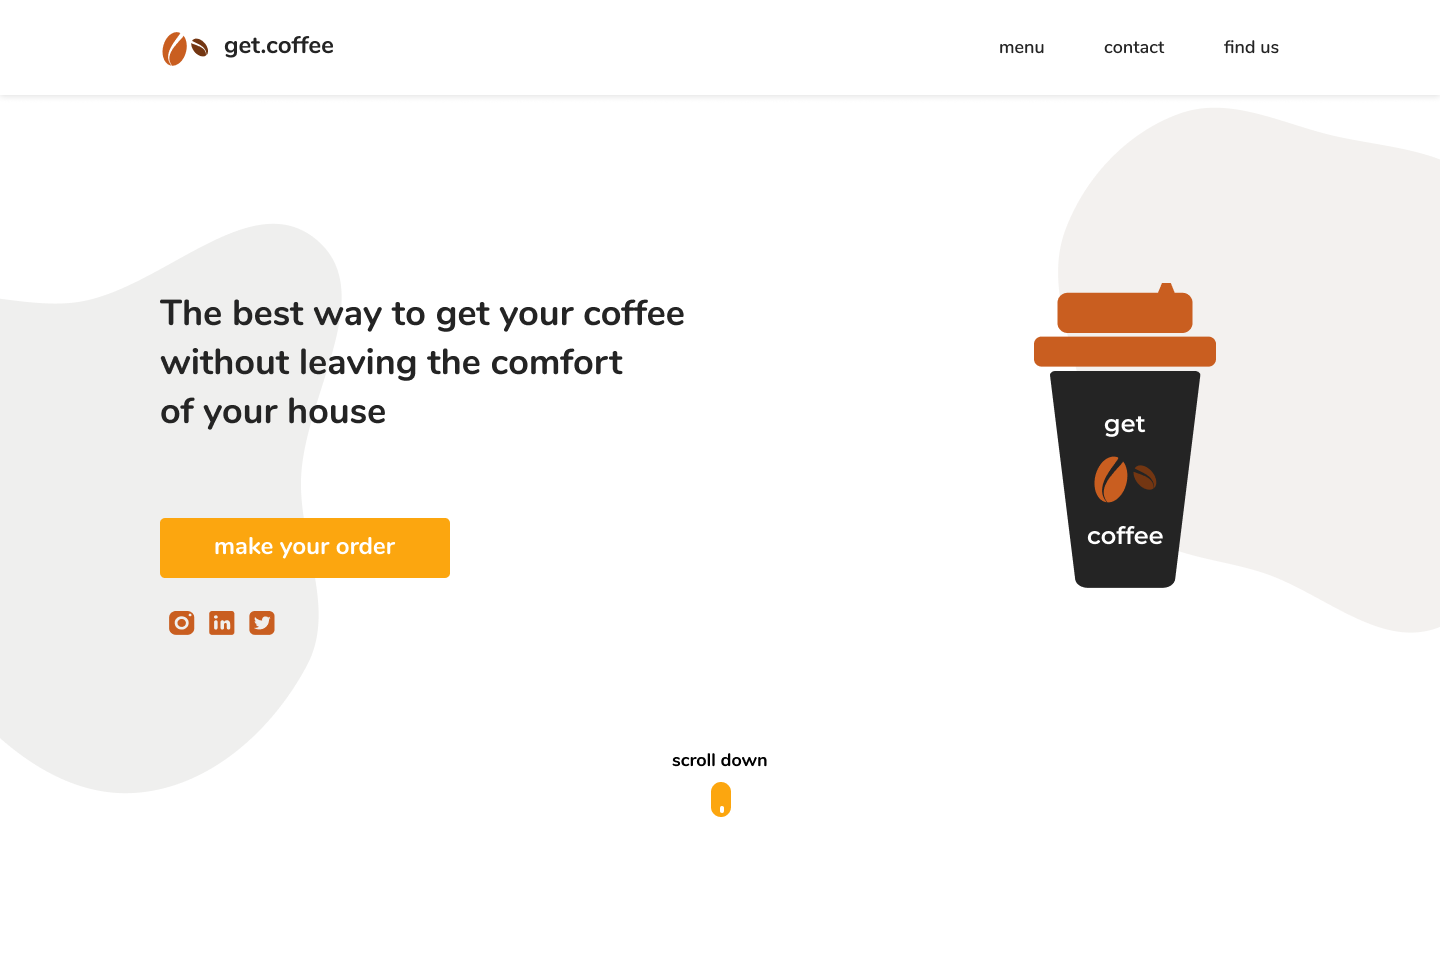 get.coffee
menu
contact
find us
The best way to get your coffee
without leaving the comfort
of your house
get
coffee
make your order
in
scroll down